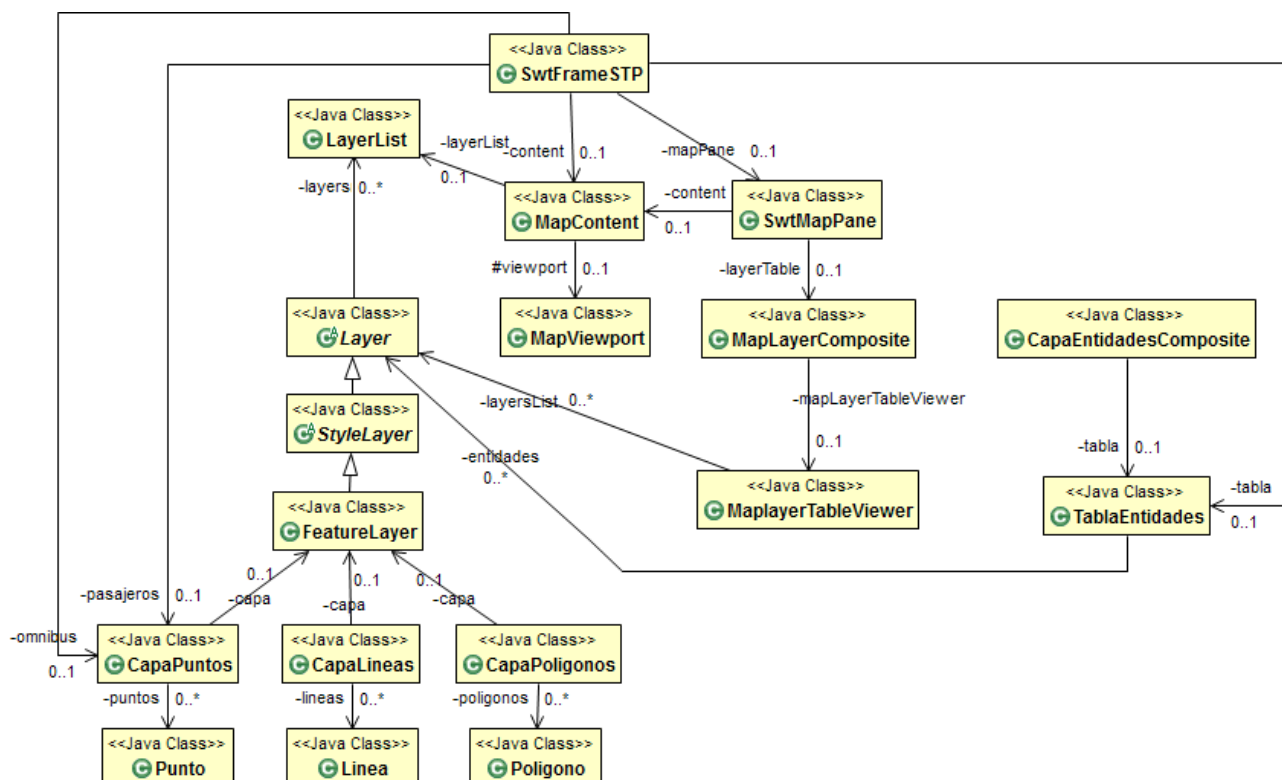 <<Java Class>>
SwtFrameSTP
<<Java Class>>
LayerList
-layerList
0..1
-content
0..1
-mapPane
0..1
-layers
0..*
<<Java Class>>
MapContent
-content
0..1
<<Java Class>>
SwtMapPane
#viewport
0..1
-layerTable
0..1
<<Java Class>>
Layer
<<Java Class>>
MapViewport
<<Java Class>>
MapLayerComposite
<<Java Class>>
CapaEntidadesComposite
<<Java Class>>
StyleLayer
-layersList
0..*
-mapLayerTableViewer
0..1
-entidades
0..*
-tabla
0..1
<<Java Class>>
FeatureLayer
<<Java Class>>
MaplayerTableViewer
<<Java Class>>
TablaEntidades
-tabla
0..1
-pasajeros
0..1
0..1
-capa
0..1
-capa
0..1
-capa
-omnibus
0..1
<<Java Class>>
CapaPuntos
<<Java Class>>
CapaLineas
<<Java Class>>
CapaPoligonos
-puntos
0..*
-lineas
0..*
-poligonos
0..*
<<Java Class>>
Punto
<<Java Class>>
Linea
<<Java Class>>
Poligono